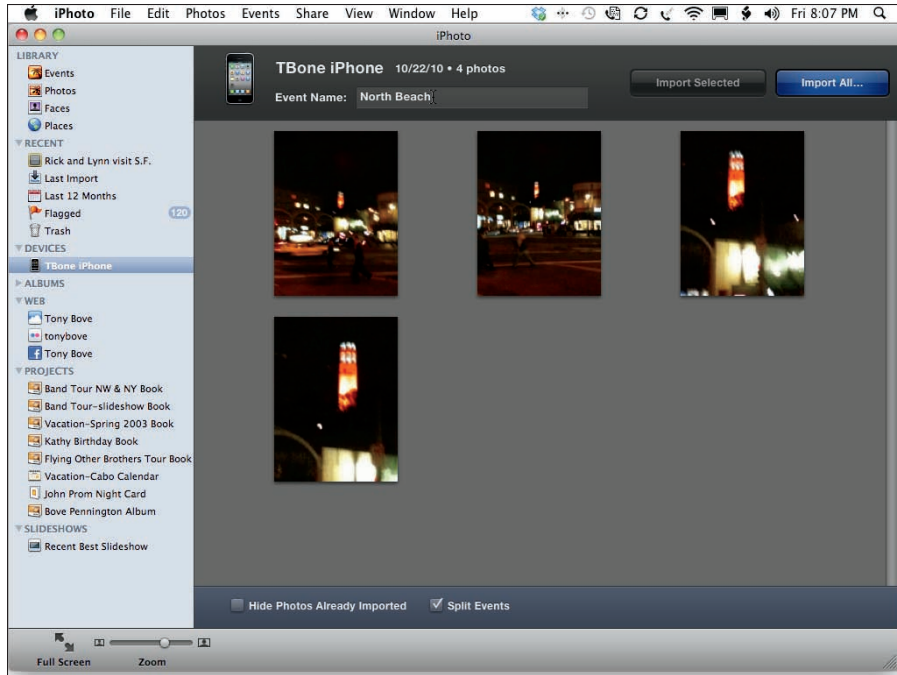 iPhoto File Edit Photos Events Share View Window Help Fri 8:07 PM
iPhoto
LIBRARY
Events
Photos
Faces
Places
RECENT
Rick and Lynn visit S.F.
Last Import
Last 12 Months
Flagged 120
Trash
DEVICES
TBone iPhone
ALBUMS
WEB
Tony Bove
tonybove
Tony Bove
PROJECTS
Band Tour NW & NY Book
Band Tour-slideshow Book
Vacation-Spring 2003 Book
Kathy Birthday Book
Flying Other Brothers Tour Book
Vacation-Cabo Calendar
John Prom Night Card
Bove Pennington Album
SLIDESHOWS
Recent Best Slideshow
TBone iPhone 10/22/10 • 4 photos
Event Name: North Beach
Import Selected
Import All...
Hide Photos Already Imported
Split Events
Full Screen
Zoom